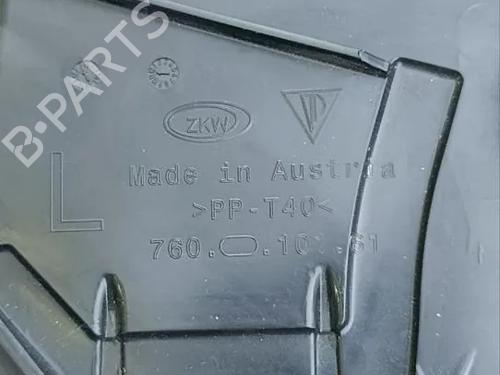 B-PARTS
ZKW
L
Made in Austria
>PP-T40<